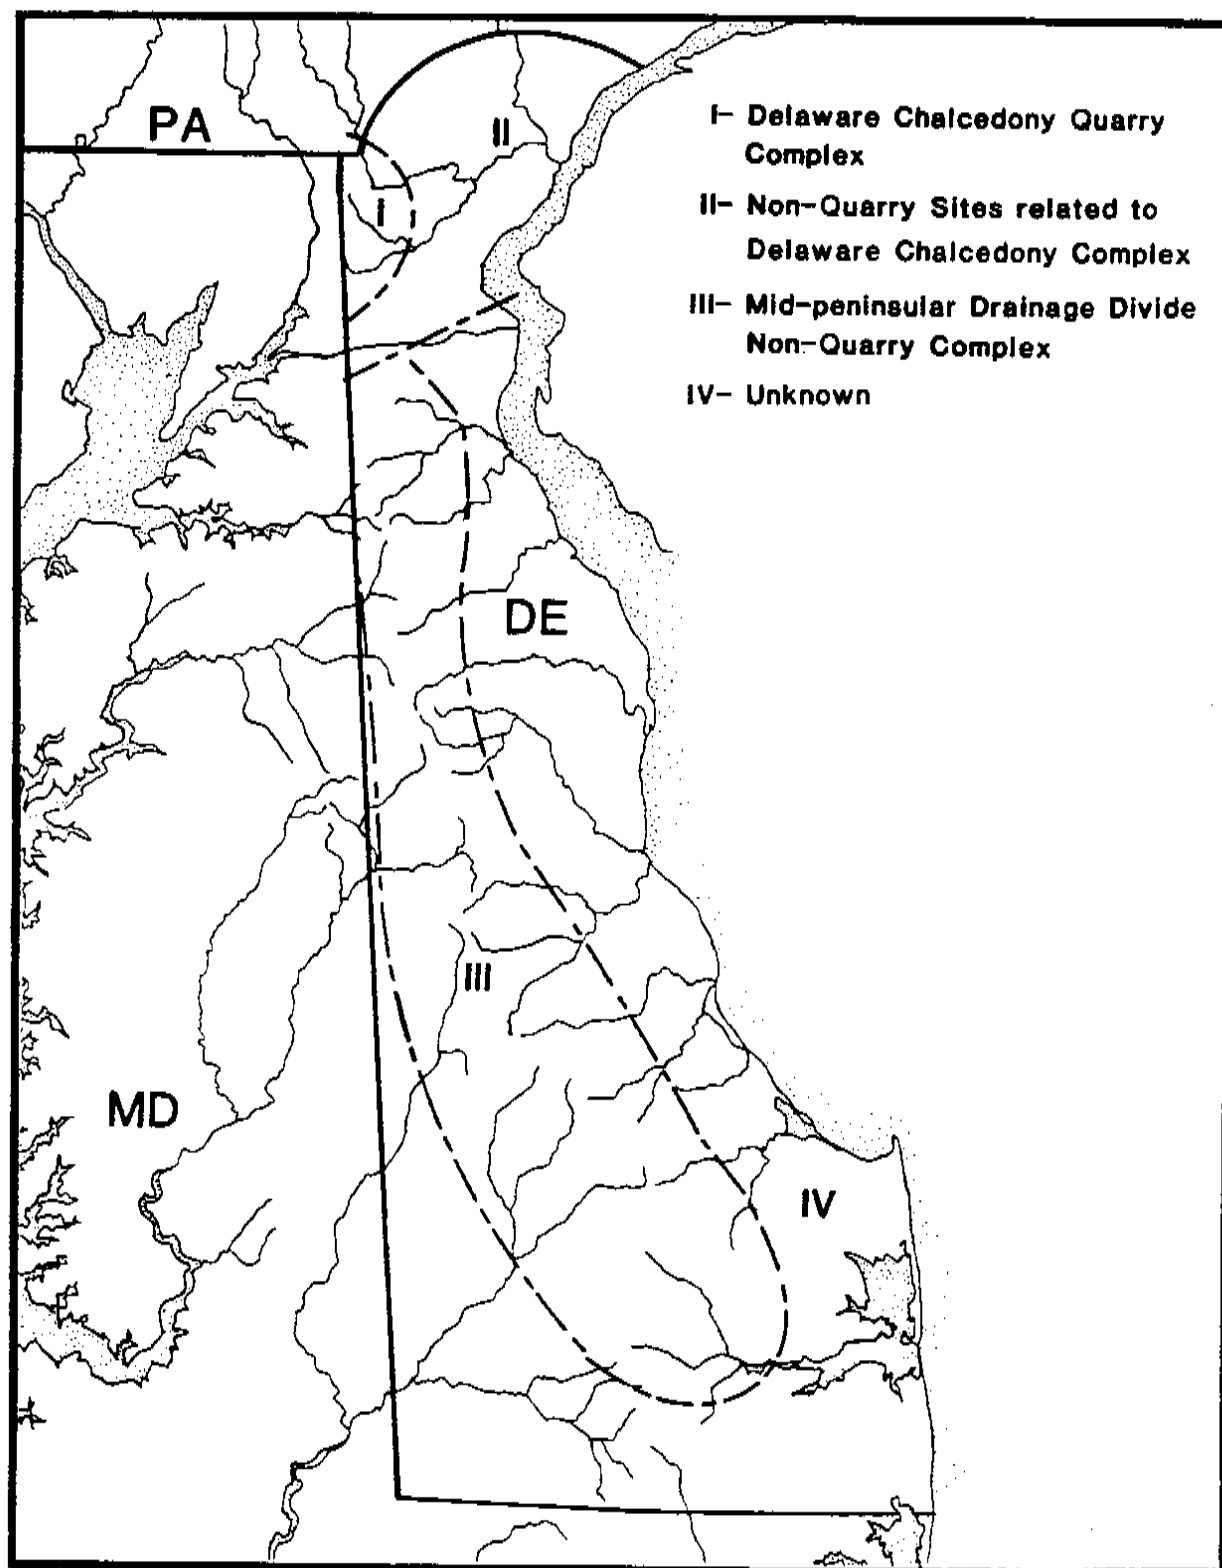 PA
II
I
I- Delaware Chalcedony Quarry
Complex
II- Non-Quarry Sites related to
Delaware Chalcedony Complex
III- Mid-peninsular Drainage Divide
Non-Quarry Complex
IV- Unknown
DE
III
MD
IV